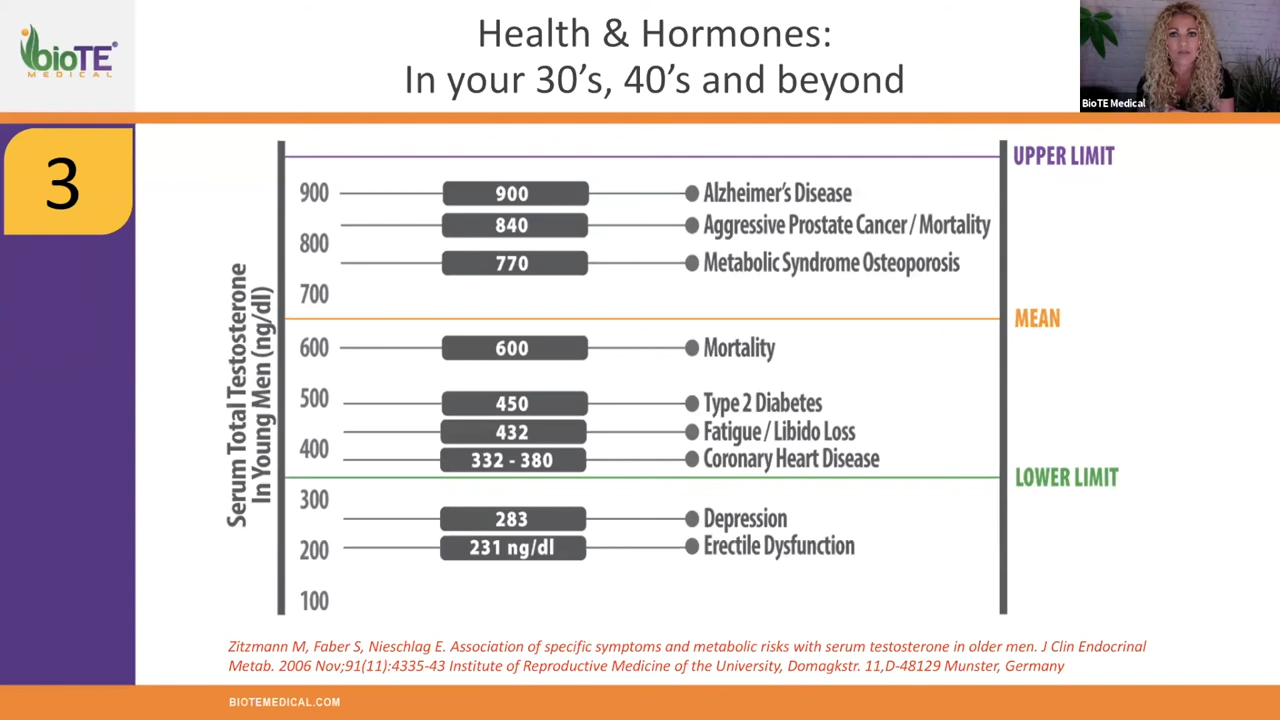 bioTE®
MEDICAL
Health & Hormones:
In your 30's, 40's and beyond
BioTE Medical
3
Serum Total Testosterone
In Young Men (ng/dl)
UPPER LIMIT
900 900 Alzheimer's Disease
840 Aggressive Prostate Cancer / Mortality
800
770 Metabolic Syndrome Osteoporosis
700
MEAN
600 600 Mortality
500 450 Type 2 Diabetes
432 Fatigue / Libido Loss
400
332 - 380 Coronary Heart Disease
LOWER LIMIT
300
283 Depression
200 231 ng/dl Erectile Dysfunction
100
Zitzmann M, Faber S, Nieschlag E. Association of specific symptoms and metabolic risks with serum testosterone in older men. J Clin Endocrinal
Metab. 2006 Nov;91(11):4335-43 Institute of Reproductive Medicine of the University, Domagkstr. 11,D-48129 Munster, Germany
BIOTEMEDICAL.COM